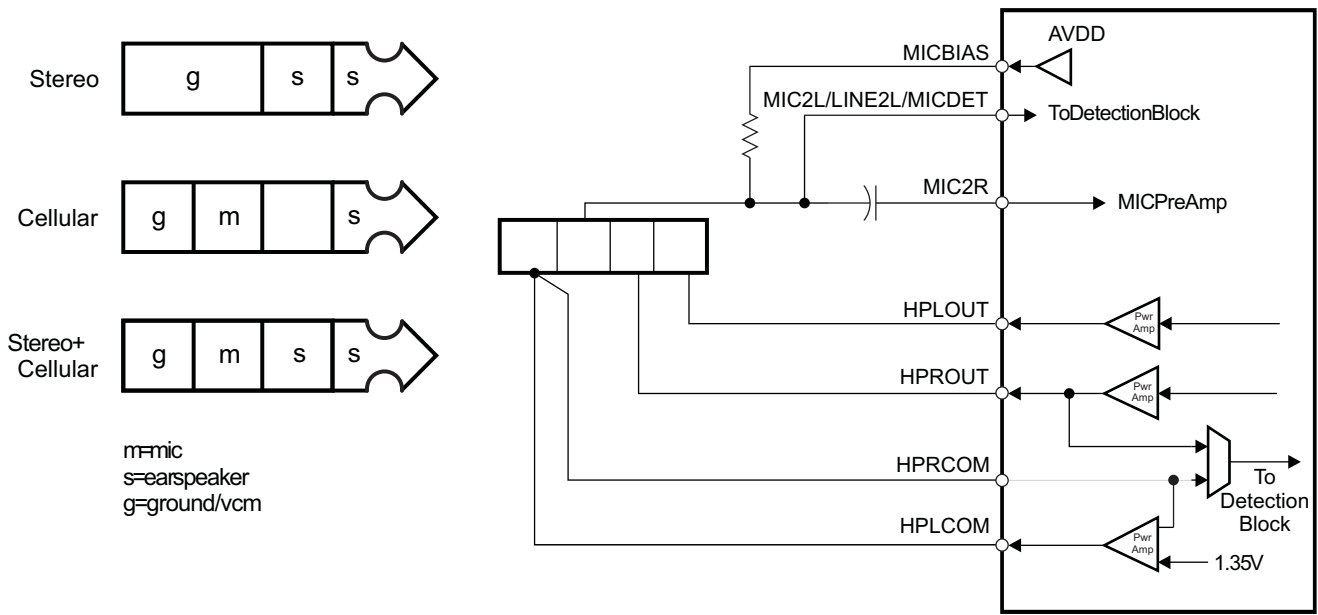 Stereo
g
s
s
Cellular
g
m
s
Stereo+
Cellular
g
m
s
s
m=mic
s=earspeaker
g=ground/vcm
AVDD
MICBIAS
MIC2L/LINE2L/MICDET
ToDetectionBlock
MIC2R
MICPreAmp
HPLOUT
Pwr
Amp
HPROUT
Pwr
Amp
HPRCOM
To
Detection
Block
HPLCOM
Pwr
Amp
1.35V